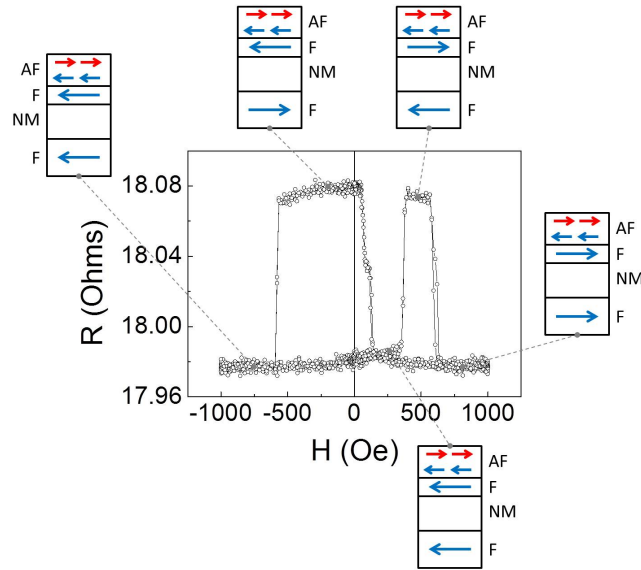 AF
F
NM
F
AF
F
NM
F
AF
F
NM
F
R (Ohms)
18.08
18.04
18.00
17.96
-1000
-500
0
500
1000
H (Oe)
AF
F
NM
F
AF
F
NM
F